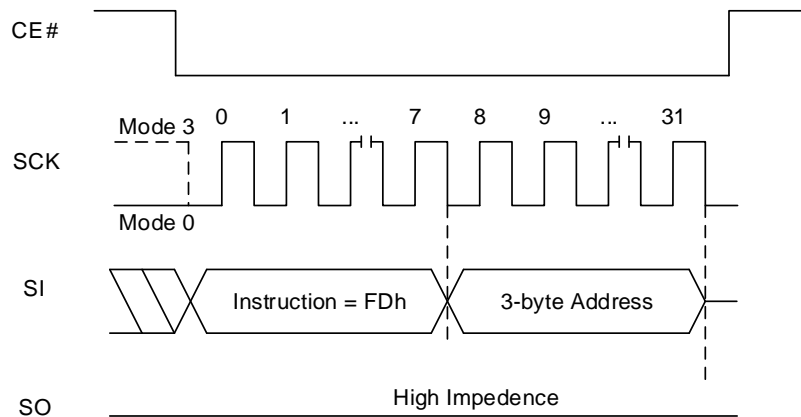 CE#
Mode 3
0 1 ... 7 8 9 ... 31
SCK
Mode 0
SI
Instruction = FDh
3-byte Address
High Impedence
SO